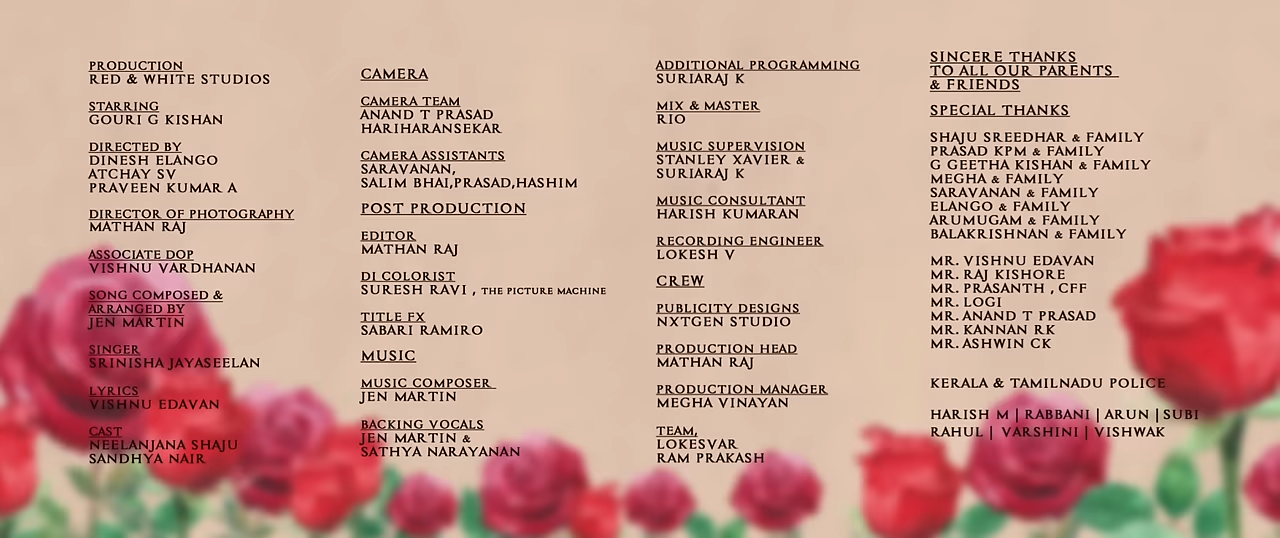 PRODUCTION
RED & WHITE STUDIOS
STARRING
GOURI G KISHAN
DIRECTED BY
DINESH ELANGO
ATCHAY SV
PRAVEEN KUMAR A
DIRECTOR OF PHOTOGRAPHY
MATHAN RAJ
ASSOCIATE DOP
VISHNU VARDHANAN
SONG COMPOSED &
ARRANGED BY
JEN MARTIN
SINGER
SRINISHA JAYASEELAN
LYRICS
VISHNU EDAVAN
CAST
NEELANJANA SHAJU
SANDHYA NAIR
CAMERA
CAMERA TEAM
ANAND T PRASAD
HARIHARANSEKAR
CAMERA ASSISTANTS
SARAVANAN,
SALIM BHAI,PRASAD,HASHIM
POST PRODUCTION
EDITOR
MATHAN RAJ
DI COLORIST
SURESH RAVI , THE PICTURE MACHINE
TITLE FX
SABARI RAMIRO
MUSIC
MUSIC COMPOSER
JEN MARTIN
BACKING VOCALS
JEN MARTIN &
SATHYA NARAYANAN
ADDITIONAL PROGRAMMING
SURIARAJ K
MIX & MASTER
RIO
MUSIC SUPERVISION
STANLEY XAVIER &
SURIARAJ K
MUSIC CONSULTANT
HARISH KUMARAN
RECORDING ENGINEER
LOKESH V
CREW
PUBLICITY DESIGNS
NXTGEN STUDIO
PRODUCTION HEAD
MATHAN RAJ
PRODUCTION MANAGER
MEGHA VINAYAN
TEAM,
LOKESVAR
RAM PRAKASH
SINCERE THANKS
TO ALL OUR PARENTS
& FRIENDS
SPECIAL THANKS
SHAJU SREEDHAR & FAMILY
PRASAD KPM & FAMILY
G GEETHA KISHAN & FAMILY
MEGHA & FAMILY
SARAVANAN & FAMILY
ELANGO & FAMILY
ARUMUGAM & FAMILY
BALAKRISHNAN & FAMILY
MR. VISHNU EDAVAN
MR. RAJ KISHORE
MR. PRASANTH , CFF
MR. LOGI
MR. ANAND T PRASAD
MR. KANNAN RK
MR. ASHWIN CK
KERALA & TAMILNADU POLICE
HARISH M | RABBANI | ARUN | SUBI
RAHUL | VARSHINI | VISHWAK